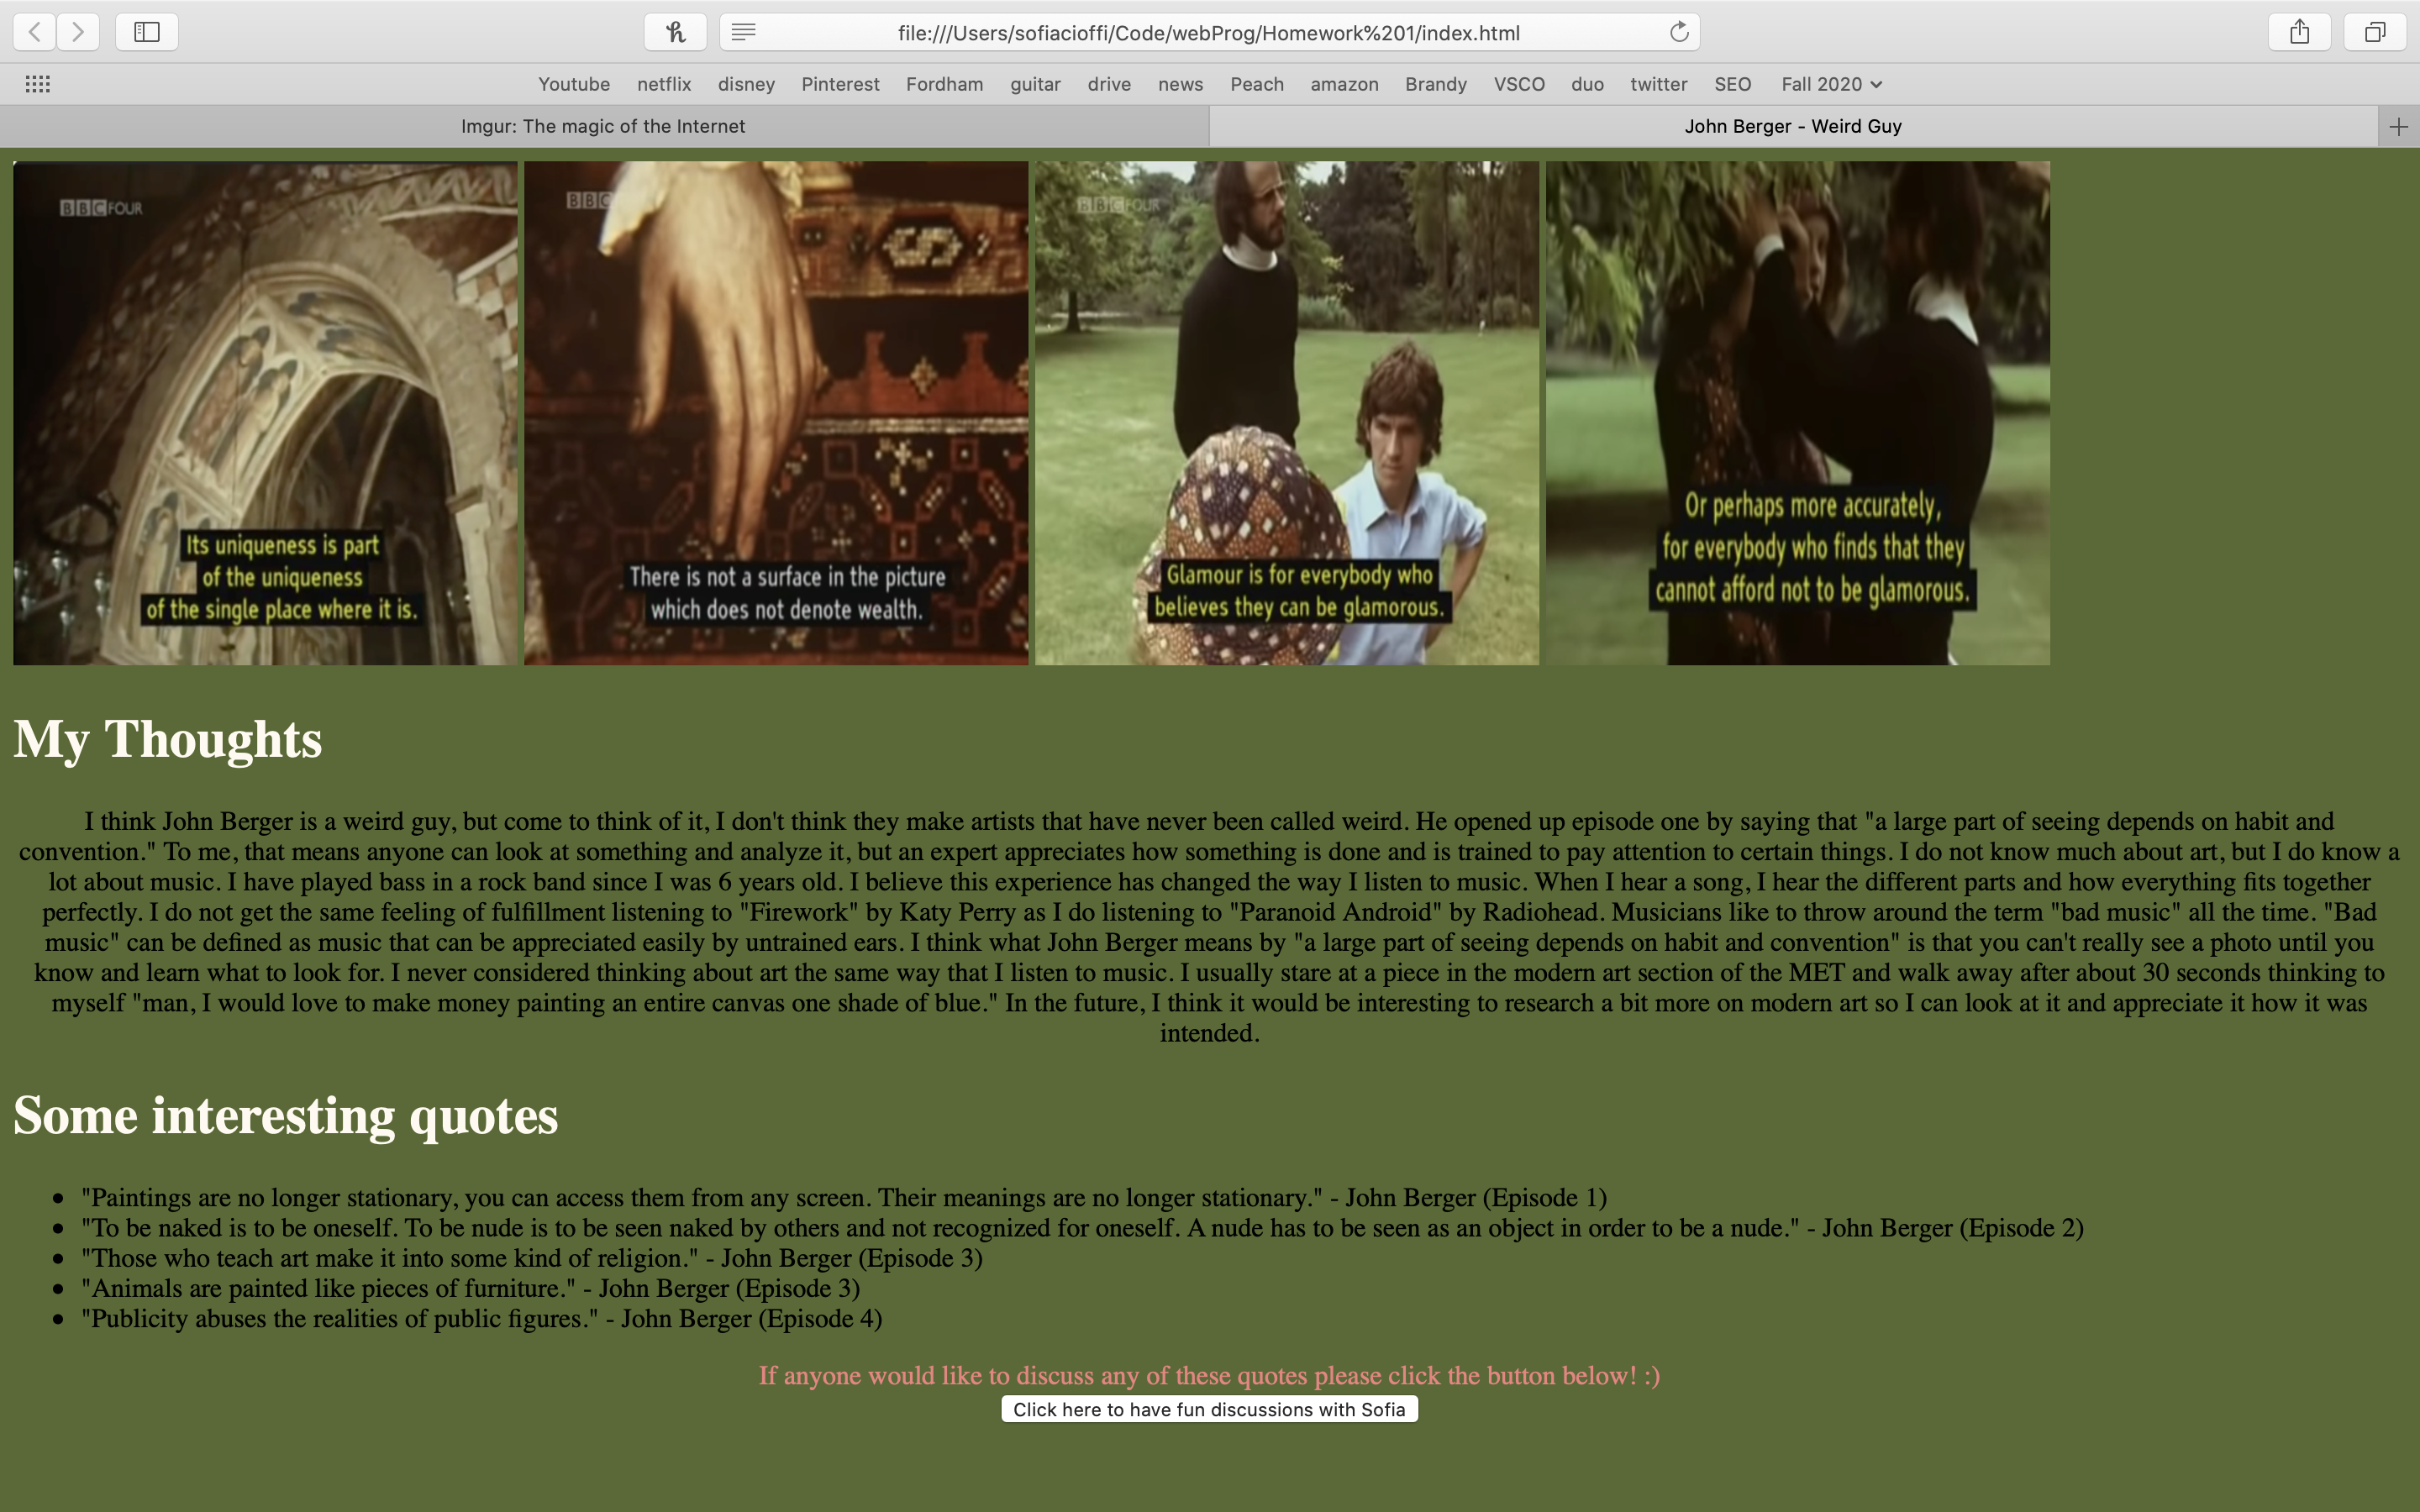 file:///Users/sofiacioffi/Code/webProg/Homework%201/index.html
Youtube netflix disney Pinterest Fordham guitar drive news Peach amazon Brandy VSCO duo twitter SEO Fall 2020
Imgur: The magic of the Internet
John Berger - Weird Guy
BBC FOUR
Its uniqueness is part
of the uniqueness
of the single place where it is.
BBC
There is not a surface in the picture
which does not denote wealth.
BBC FOUR
Glamour is for everybody who
believes they can be glamorous.
Or perhaps more accurately,
for everybody who finds that they
cannot afford not to be glamorous.
My Thoughts
I think John Berger is a weird guy, but come to think of it, I don't think they make artists that have never been called weird. He opened up episode one by saying that "a large part of seeing depends on habit and
convention." To me, that means anyone can look at something and analyze it, but an expert appreciates how something is done and is trained to pay attention to certain things. I do not know much about art, but I do know a
lot about music. I have played bass in a rock band since I was 6 years old. I believe this experience has changed the way I listen to music. When I hear a song, I hear the different parts and how everything fits together
perfectly. I do not get the same feeling of fulfillment listening to "Firework" by Katy Perry as I do listening to "Paranoid Android" by Radiohead. Musicians like to throw around the term "bad music" all the time. "Bad
music" can be defined as music that can be appreciated easily by untrained ears. I think what John Berger means by "a large part of seeing depends on habit and convention" is that you can't really see a photo until you
know and learn what to look for. I never considered thinking about art the same way that I listen to music. I usually stare at a piece in the modern art section of the MET and walk away after about 30 seconds thinking to
myself "man, I would love to make money painting an entire canvas one shade of blue." In the future, I think it would be interesting to research a bit more on modern art so I can look at it and appreciate it how it was
intended.
Some interesting quotes
"Paintings are no longer stationary, you can access them from any screen. Their meanings are no longer stationary." - John Berger (Episode 1)
"To be naked is to be oneself. To be nude is to be seen naked by others and not recognized for oneself. A nude has to be seen as an object in order to be a nude." - John Berger (Episode 2)
"Those who teach art make it into some kind of religion." - John Berger (Episode 3)
"Animals are painted like pieces of furniture." - John Berger (Episode 3)
"Publicity abuses the realities of public figures." - John Berger (Episode 4)
If anyone would like to discuss any of these quotes please click the button below! :)
Click here to have fun discussions with Sofia